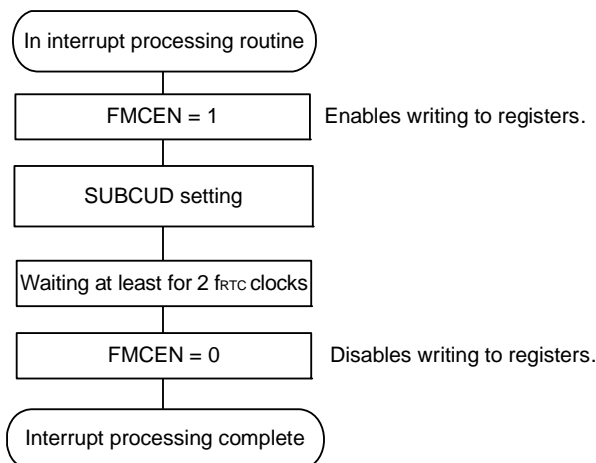 In interrupt processing routine
FMCEN = 1
Enables writing to registers.
SUBCUD setting
Waiting at least for 2 fRTC clocks
FMCEN = 0
Disables writing to registers.
Interrupt processing complete